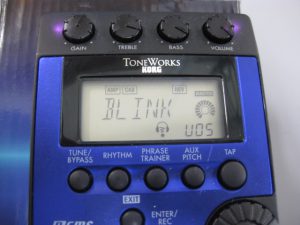 GAIN TREBLE BASS VOLUME
TONEWORKS
KORG
AMP CAB REV
BLINK
U05
TUNE/ BYPASS RHYTHM PHRASE TRAINER AUX PITCH / TAP
EXIT
ENTER/
REC